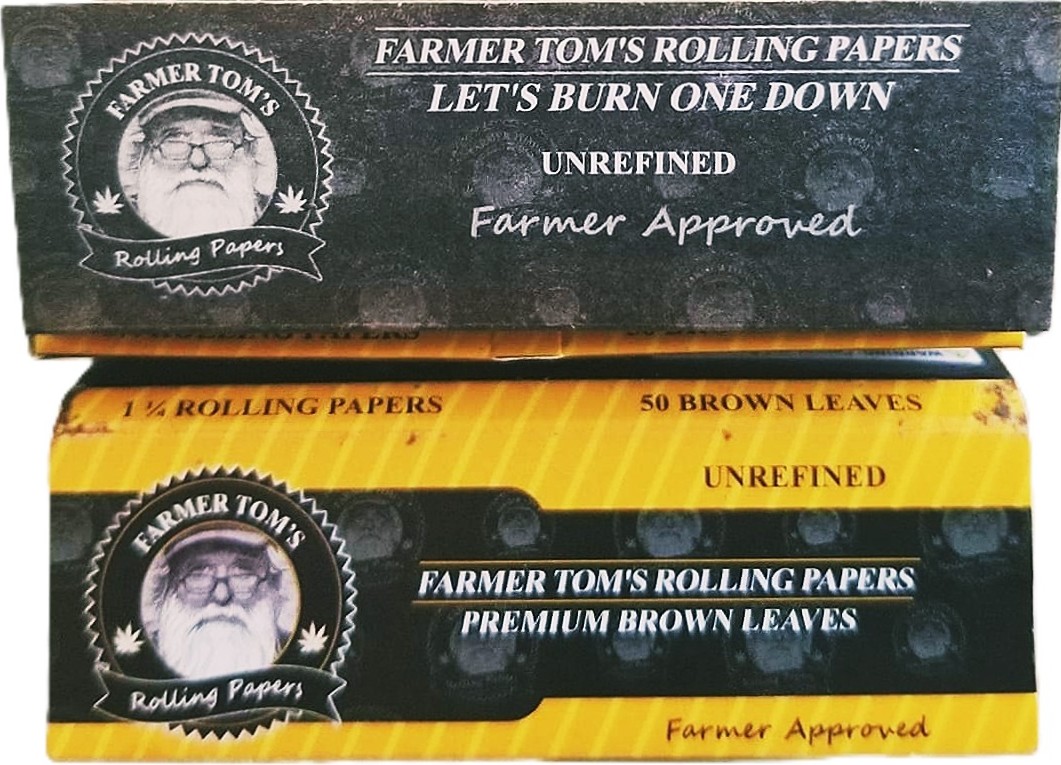 FARMER TOM'S
Rolling Papers
FARMER TOM'S ROLLING PAPERS
LET'S BURN ONE DOWN
UNREFINED
Farmer Approved
1 ¼ ROLLING PAPERS
50 BROWN LEAVES
UNREFINED
FARMER TOM'S
Rolling Papers
FARMER TOM'S ROLLING PAPERS
PREMIUM BROWN LEAVES
Farmer Approved